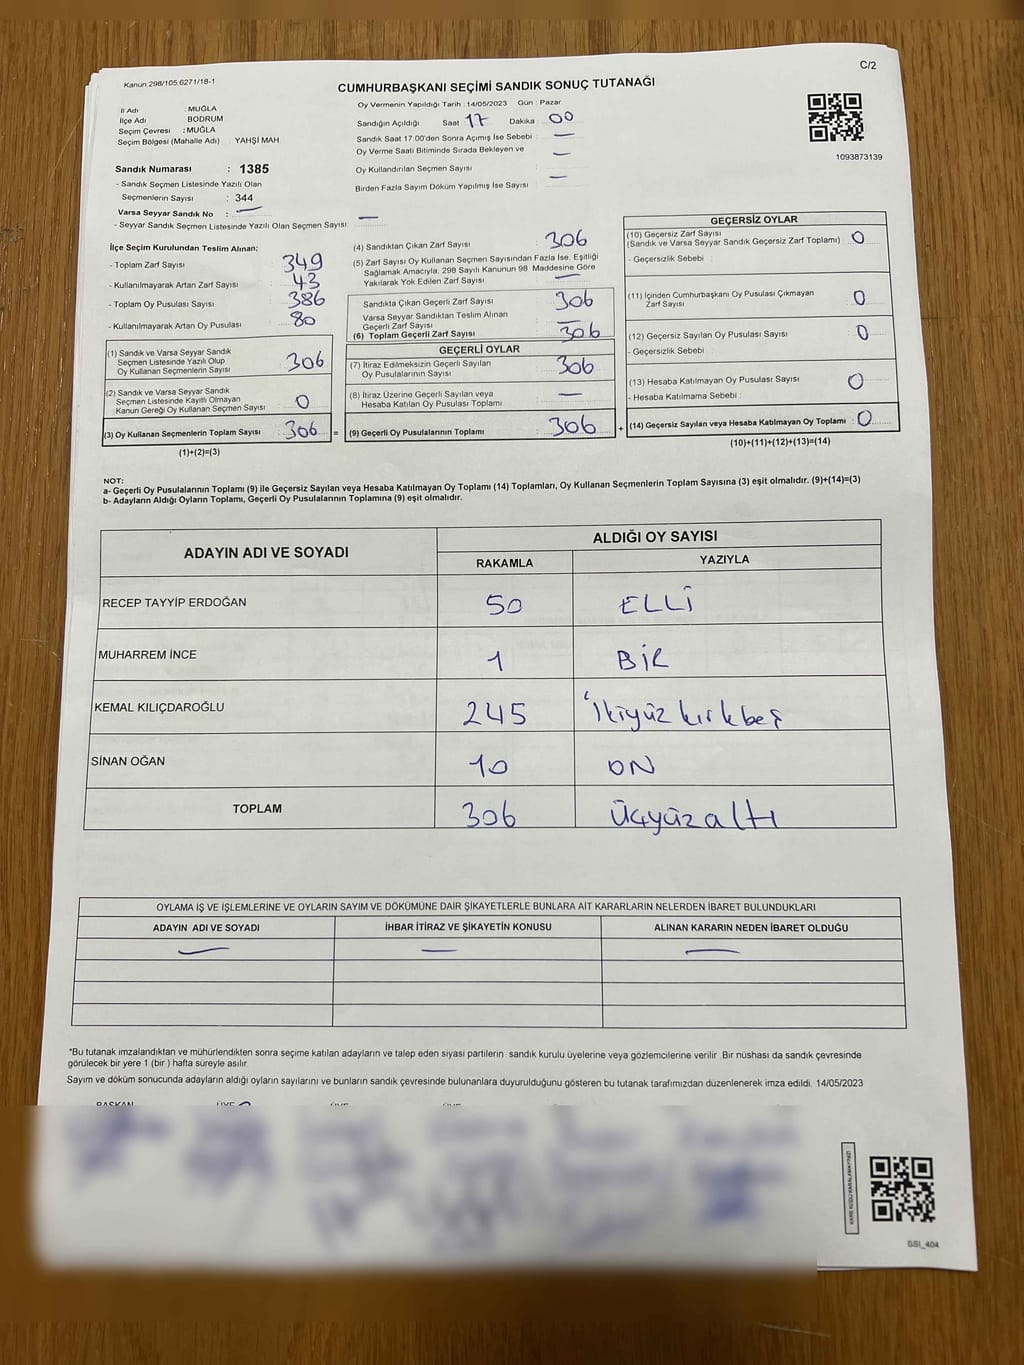 C/2
Kanun:298/105,6271/18-1
CUMHURBAŞKANI SEÇİMİ SANDIK SONUÇ TUTANAĞI
İl Adı : MUĞLA
İlçe Adı : BODRUM
Seçim Çevresi : MUĞLA
Seçim Bölgesi (Mahalle Adı) : YAHŞİ MAH
Oy Vermenin Yapıldığı Tarih : 14/05/2023 Gün : Pazar
Sandığın Açıldığı Saat 17 Dakika 00
Sandık Saat 17:00'den Sonra Açımış İse Sebebi : —
Oy Verme Saati Bitiminde Sırada Bekleyen ve
Oy Kullandırılan Seçmen Sayısı : —
Birden Fazla Sayım Döküm Yapılmış İse Sayısı : —
1093873139
Sandık Numarası : 1385
- Sandık Seçmen Listesinde Yazılı Olan
Seçmenlerin Sayısı : 344
Varsa Seyyar Sandık No : —
- Seyyar Sandık Seçmen Listesinde Yazılı Olan Seçmen Sayısı: —
İlçe Seçim Kurulundan Teslim Alınan:
- Toplam Zarf Sayısı 349
- Kullanılmayarak Artan Zarf Sayısı : 43
- Toplam Oy Pusulası Sayısı : 386
- Kullanılmayarak Artan Oy Pusulası : 80
(1) Sandık ve Varsa Seyyar Sandık
Seçmen Listesinde Yazılı Olup
Oy Kullanan Seçmenlerin Sayısı : 306
(2) Sandık ve Varsa Seyyar Sandık
Seçmen Listesinde Kayıtlı Olmayan
Kanun Gereği Oy Kullanan Seçmen Sayısı : 0
(3) Oy Kullanan Seçmenlerin Toplam Sayısı : 306 =
(1)+(2)=(3)
(4) Sandıktan Çıkan Zarf Sayısı : 306
(5) Zarf Sayısı Oy Kullanan Seçmen Sayısından Fazla İse, Eşitliği
Sağlamak Amacıyla, 298 Sayılı Kanunun 98. Maddesine Göre
Yakılarak Yok Edilen Zarf Sayısı : —
Sandıkta Çıkan Geçerli Zarf Sayısı : 306
Varsa Seyyar Sandıktan Teslim Alınan
Geçerli Zarf Sayısı : —
(6) Toplam Geçerli Zarf Sayısı : 306
GEÇERLİ OYLAR
(7) İtiraz Edilmeksizin Geçerli Sayılan
Oy Pusulalarının Sayısı : 306
(8) İtiraz Üzerine Geçerli Sayılan veya
Hesaba Katılan Oy Pusulası Toplamı : —
(9) Geçerli Oy Pusulalarının Toplamı : 306 +
GEÇERSİZ OYLAR
(10) Geçersiz Zarf Sayısı
(Sandık ve Varsa Seyyar Sandık Geçersiz Zarf Toplamı) : 0
- Geçersizlik Sebebi :
(11) İçinden Cumhurbaşkanı Oy Pusulası Çıkmayan
Zarf Sayısı : 0
(12) Geçersiz Sayılan Oy Pusulası Sayısı : 0
- Geçersizlik Sebebi :
(13) Hesaba Katılmayan Oy Pusulası Sayısı : 0
- Hesaba Katılmama Sebebi :
(14) Geçersiz Sayılan veya Hesaba Katılmayan Oy Toplamı : 0
(10)+(11)+(12)+(13)=(14)
NOT:
a- Geçerli Oy Pusulalarının Toplamı (9) ile Geçersiz Sayılan veya Hesaba Katılmayan Oy Toplamı (14) Toplamları, Oy Kullanan Seçmenlerin Toplam Sayısına (3) eşit olmalıdır. (9)+(14)=(3)
b- Adayların Aldığı Oyların Toplamı, Geçerli Oy Pusulalarının Toplamına (9) eşit olmalıdır.
ADAYIN ADI VE SOYADI ALDIĞI OY SAYISI
RAKAMLA YAZIYLA
RECEP TAYYİP ERDOĞAN 50 ELLİ
MUHARREM İNCE 1 BİR
KEMAL KILIÇDAROĞLU 245 İkiyüz kırkbeş
SİNAN OĞAN 10 ON
TOPLAM 306 Üçyüzaltı
OYLAMA İŞ VE İŞLEMLERİNE VE OYLARIN SAYIM VE DÖKÜMÜNE DAİR ŞİKAYETLERLE BUNLARA AİT KARARLARIN NELERDEN İBARET BULUNDUKLARI
ADAYIN ADI VE SOYADI İHBAR İTİRAZ VE ŞİKAYETİN KONUSU ALINAN KARARIN NEDEN İBARET OLDUĞU
— — —
*Bu tutanak imzalandıktan ve mühürlendikten sonra seçime katılan adayların ve talep eden siyasi partilerin sandık kurulu üyelerine veya gözlemcilerine verilir. Bir nüshası da sandık çevresinde
görülecek bir yere 1 (bir ) hafta süreyle asılır.
Sayım ve döküm sonucunda adayların aldığı oyların sayılarını ve bunların sandık çevresinde bulunanlara duyurulduğunu gösteren bu tutanak tarafımızdan düzenlenerek imza edildi. 14/05/2023
BAŞKAN ÜYE ÜYE ÜYE
SSI_404